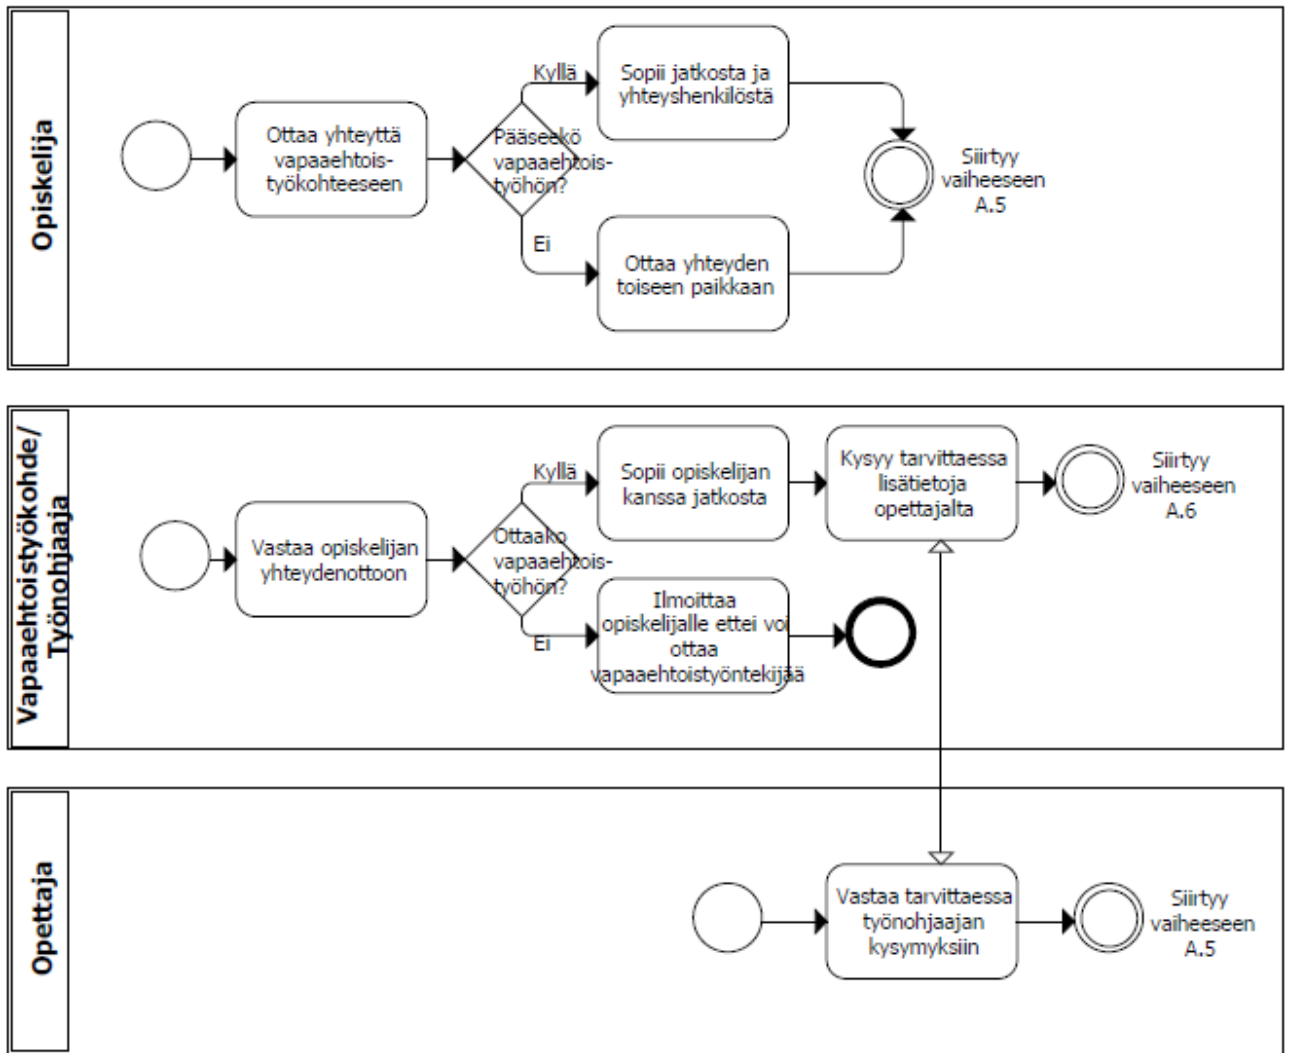 Opiskelija
Ottaa yhteyttä
vapaaehtois-
työkohteeseen
Pääseekö
vapaaehtois-
työhön?
Kyllä
Sopii jatkosta ja
yhteyshenkilöstä
Ei
Ottaa yhteyden
toiseen paikkaan
Siirtyy
vaiheeseen
A.5
Vapaaehtoistyökohde/
Työnohjaaja
Vastaa opiskelijan
yhteydenottoon
Ottaako
vapaaehtois-
työhön?
Kyllä
Sopii opiskelijan
kanssa jatkosta
Kysyy tarvittaessa
lisätietoja
opettajalta
Siirtyy
vaiheeseen
A.6
Ei
Ilmoittaa
opiskelijalle ettei voi
ottaa
vapaaehtoistyöntekijää
Opettaja
Vastaa tarvittaessa
työnohjaajan
kysymyksiin
Siirtyy
vaiheeseen
A.5